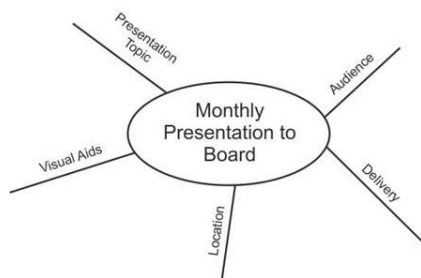 Presentation
Topic
Audience
Monthly
Presentation to
Board
Visual Aids
Delivery
Location